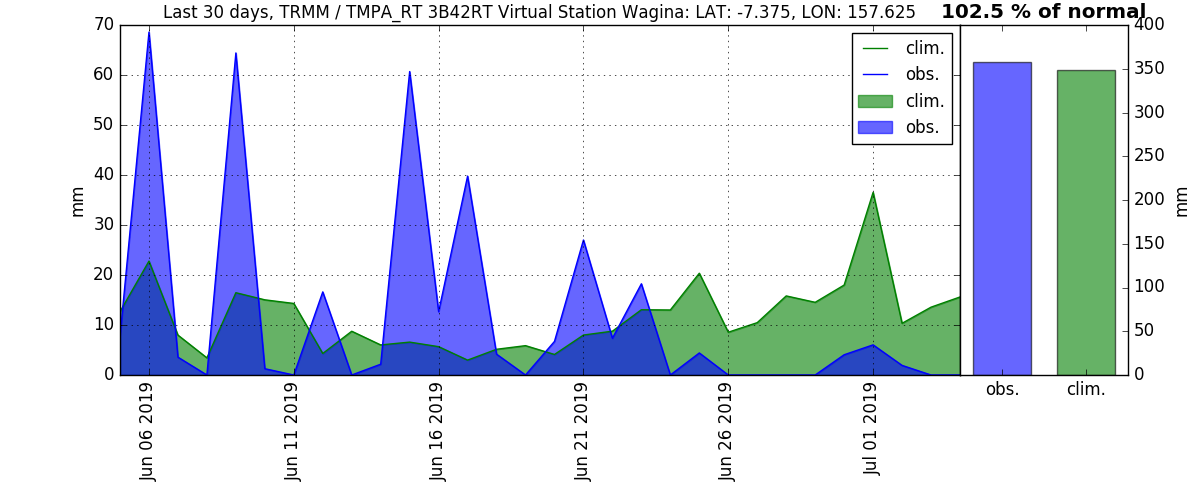 Last 30 days, TRMM / TMPA_RT 3B42RT Virtual Station Wagina: LAT: -7.375, LON: 157.625
102.5 % of normal
70
60
50
40
30
20
10
0
mm
clim.
obs.
clim.
obs.
Jun 06 2019
Jun 11 2019
Jun 16 2019
Jun 21 2019
Jun 26 2019
Jul 01 2019
400
350
300
250
200
150
100
50
0
mm
obs.
clim.